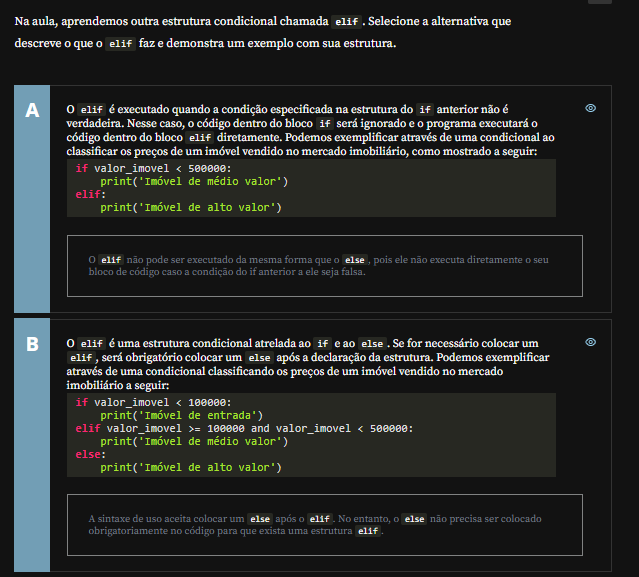 Na aula, aprendemos outra estrutura condicional chamada elif. Selecione a alternativa que
descreve o que o elif faz e demonstra um exemplo com sua estrutura.
A
O elif é executado quando a condição especificada na estrutura do if anterior não é
verdadeira. Nesse caso, o código dentro do bloco if será ignorado e o programa executará o
código dentro do bloco elif diretamente. Podemos exemplificar através de uma condicional ao
classificar os preços de um imóvel vendido no mercado imobiliário, como mostrado a seguir:
if valor_imovel < 500000:
    print('Imóvel de médio valor')
elif:
    print('Imóvel de alto valor')
O elif não pode ser executado da mesma forma que o else, pois ele não executa diretamente o seu
bloco de código caso a condição do if anterior a ele seja falsa.
B
O elif é uma estrutura condicional atrelada ao if e ao else. Se for necessário colocar um
elif, será obrigatório colocar um else após a declaração da estrutura. Podemos exemplificar
através de uma condicional classificando os preços de um imóvel vendido no mercado
imobiliário a seguir:
if valor_imovel < 100000:
    print('Imóvel de entrada')
elif valor_imovel >= 100000 and valor_imovel < 500000:
    print('Imóvel de médio valor')
else:
    print('Imóvel de alto valor')
A sintaxe de uso aceita colocar um else após o elif. No entanto, o else não precisa ser colocado
obrigatoriamente no código para que exista uma estrutura elif.